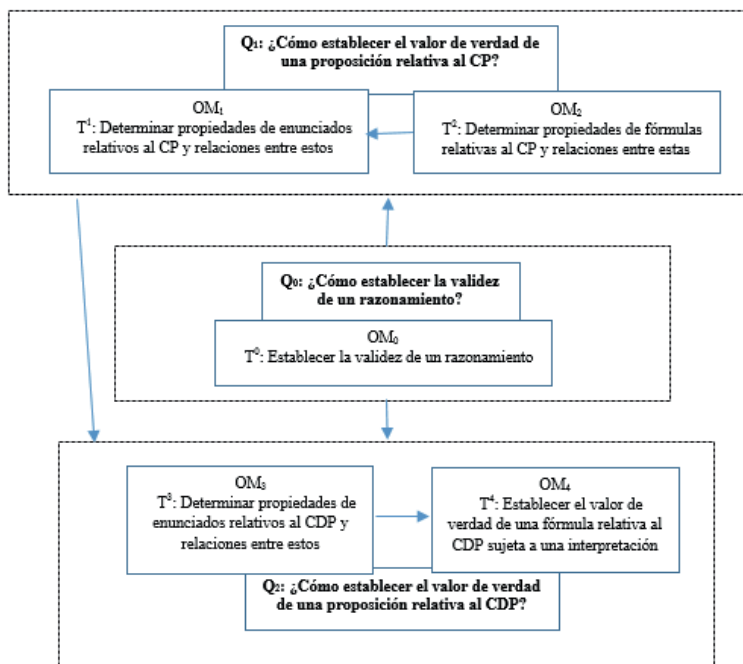 Q1: ¿Cómo establecer el valor de verdad de
una proposición relativa al CP?
OM1
T1: Determinar propiedades de enunciados
relativos al CP y relaciones entre estos
OM2
T2: Determinar propiedades de fórmulas
relativas al CP y relaciones entre estas
Q0: ¿Cómo establecer la validez
de un razonamiento?
OM0
T0: Establecer la validez de un razonamiento
OM3
T3: Determinar propiedades de
enunciados relativos al CDP y
relaciones entre estos
OM4
T4: Establecer el valor de
verdad de una fórmula relativa al
CDP sujeta a una interpretación
Q2: ¿Cómo establecer el valor de verdad
de una proposición relativa al CDP?